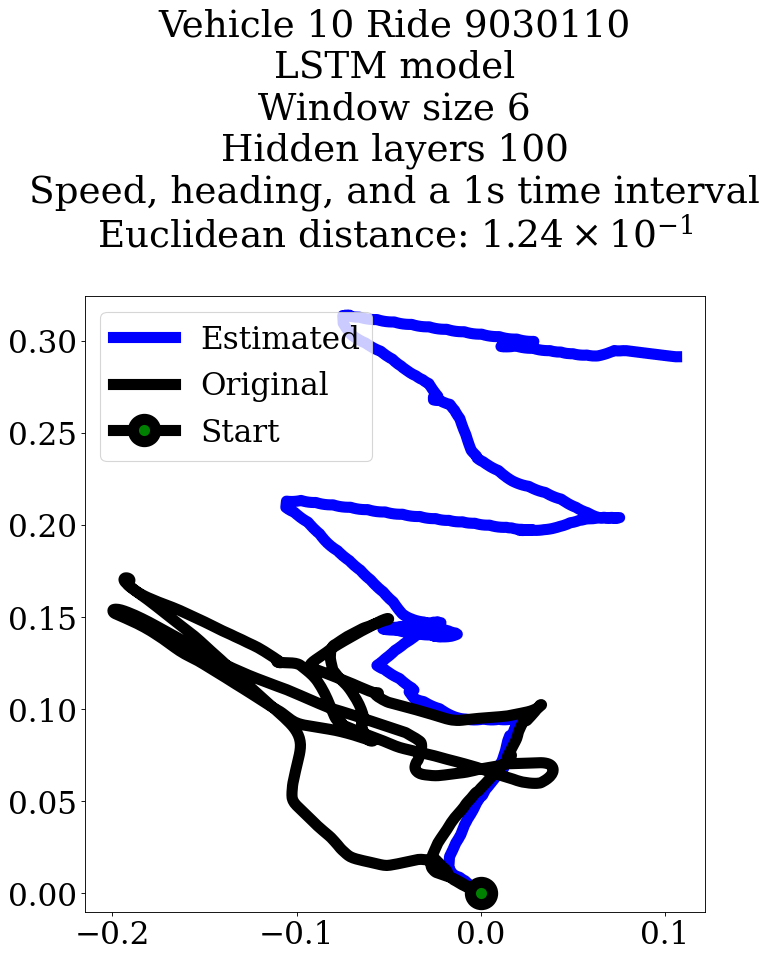 Vehicle 10 Ride 9030110
LSTM model
Window size 6
Hidden layers 100
Speed, heading, and a 1s time interval
Euclidean distance: 1.24 × 10⁻¹
Estimated
Original
Start
0.30
0.25
0.20
0.15
0.10
0.05
0.00
−0.2 −0.1 0.0 0.1